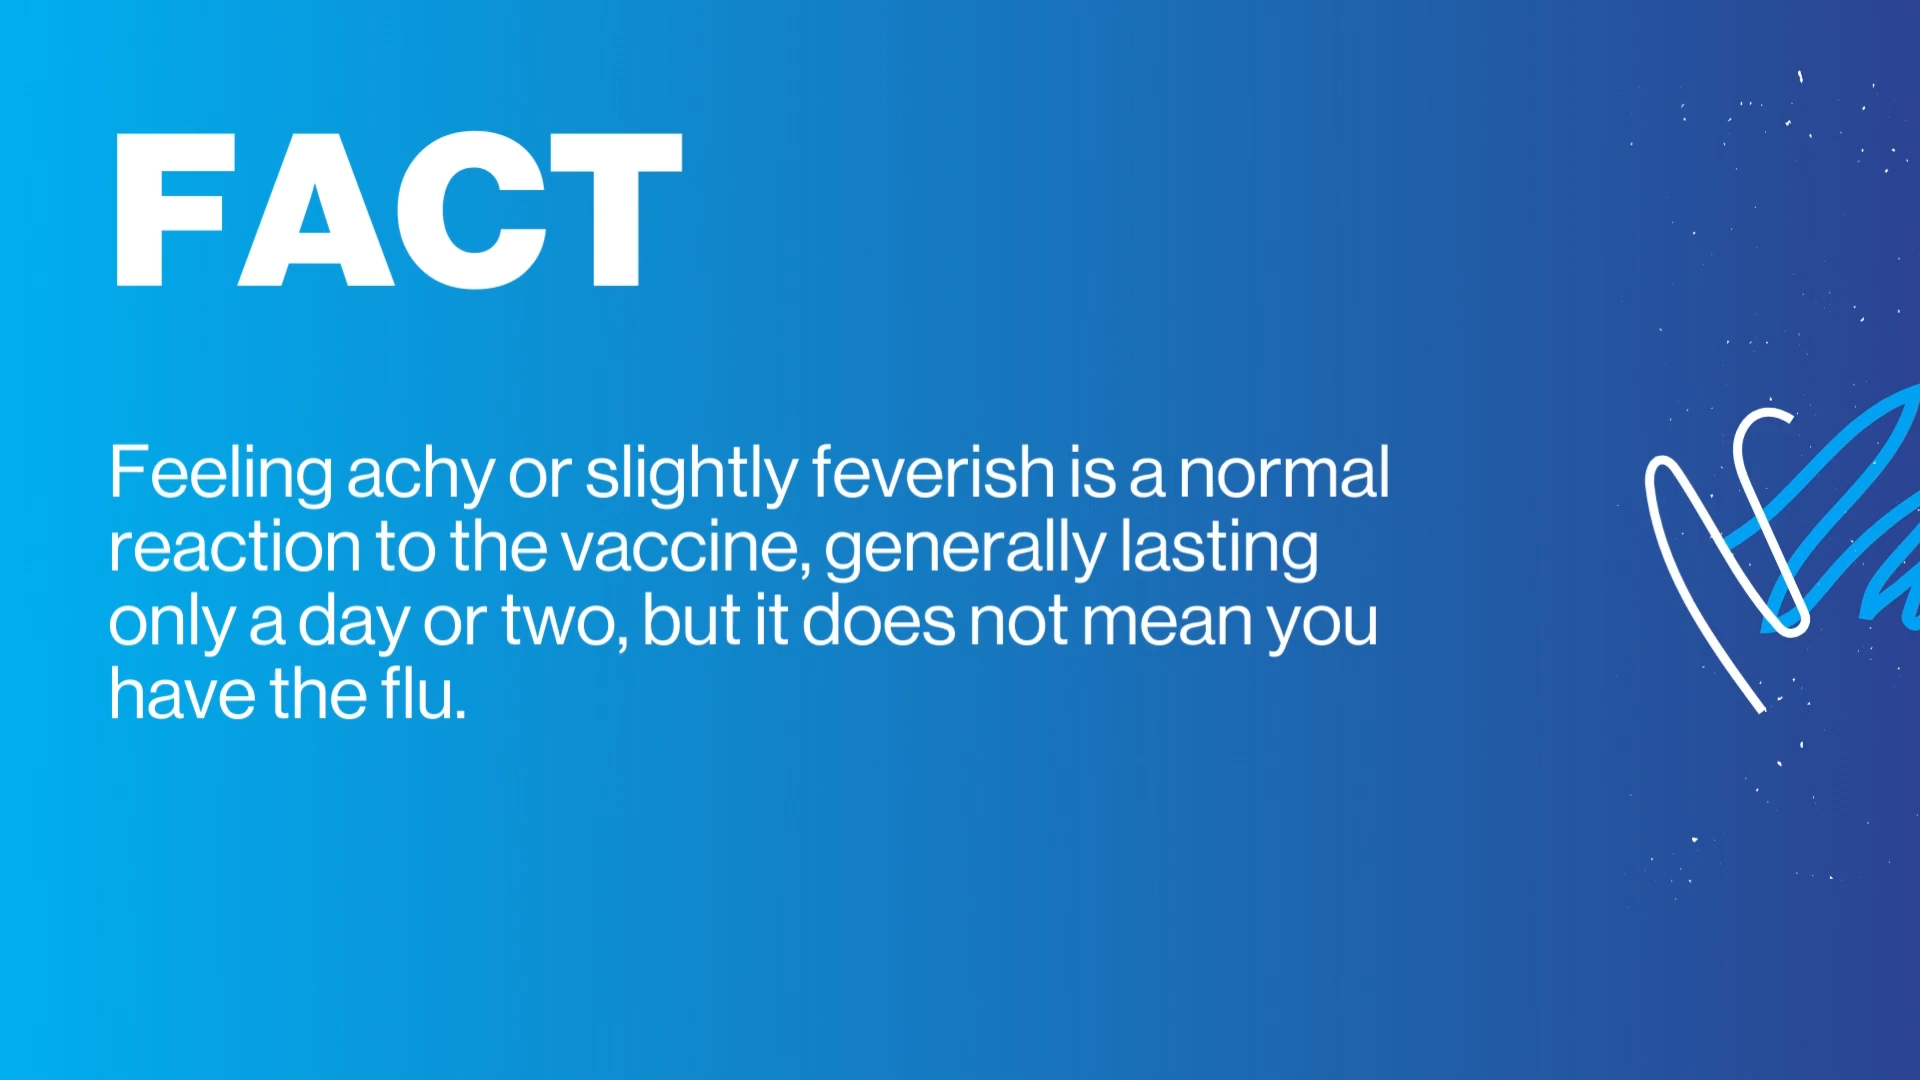 FACT
Feeling achy or slightly feverish is a normal
reaction to the vaccine, generally lasting
only a day or two, but it does not mean you
have the flu.